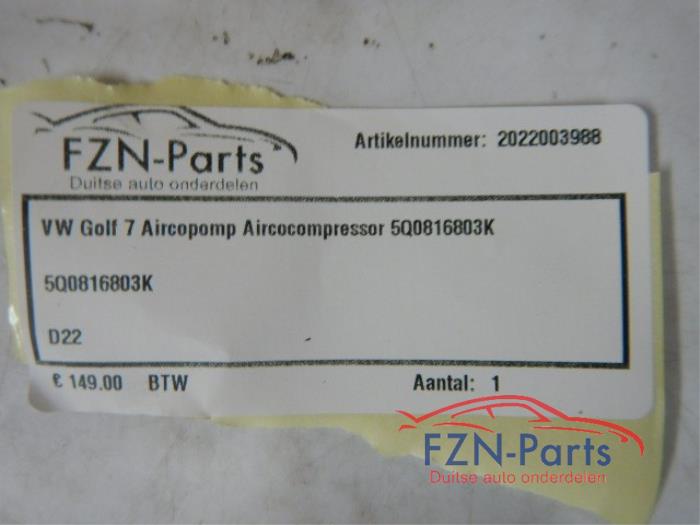 FZN-Parts
Duitse auto onderdelen
Artikelnummer: 2022003988
VW Golf 7 Aircopomp Aircocompressor 5Q0816803K
5Q0816803K
D22
€ 149.00 BTW
Aantal: 1
FZN-Parts
Duitse auto onderdelen